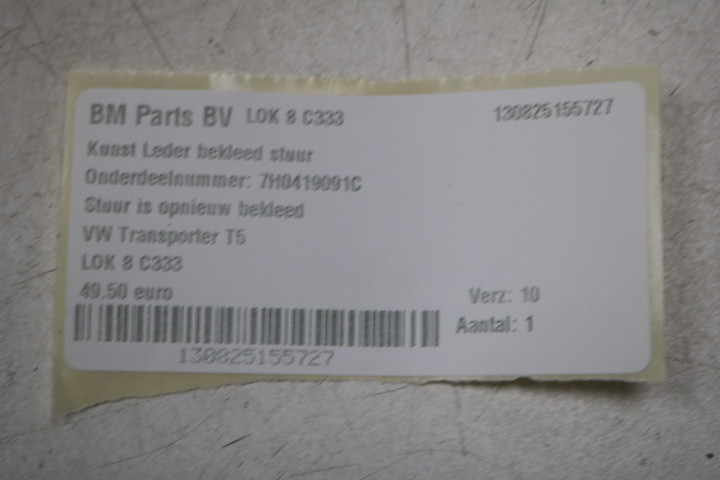 BM Parts BV LOK 8 C333 130825155727
Kunst Leder bekleed stuur
Onderdeelnummer: 7H0419091C
Stuur is opnieuw bekleed
VW Transporter T5
LOK 8 C333
49.50 euro Verz: 10
Aantal: 1
130825155727